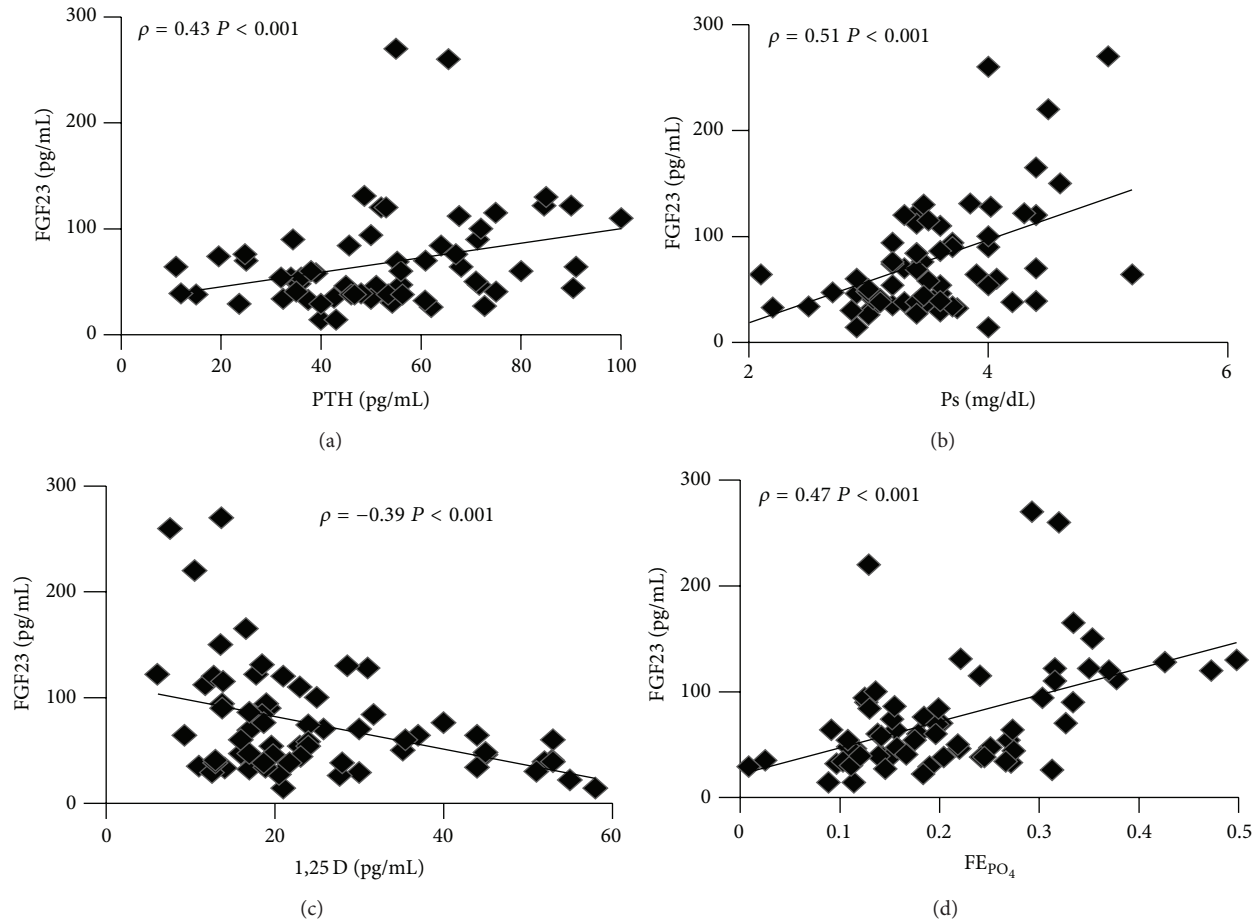 ρ = 0.43 P < 0.001
300
200
100
0
FGF23 (pg/mL)
0 20 40 60 80 100
PTH (pg/mL)
(a)
ρ = 0.51 P < 0.001
300
200
100
0
FGF23 (pg/mL)
2 4 6
Ps (mg/dL)
(b)
ρ = −0.39 P < 0.001
300
200
100
0
FGF23 (pg/mL)
0 20 40 60
1,25 D (pg/mL)
(c)
ρ = 0.47 P < 0.001
300
200
100
0
FGF23 (pg/mL)
0 0.1 0.2 0.3 0.4 0.5
FE_PO₄
(d)